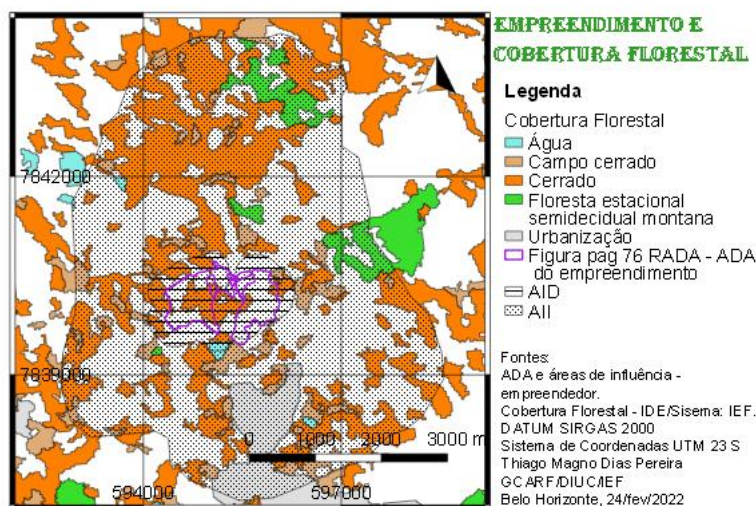 EMPREENDIMENTO E
COBERTURA FLORESTAL
Legenda
Cobertura Florestal
Água
Campo cerrado
Cerrado
Floresta estacional
semidecidual montana
Urbanização
Figura pag 76 RADA - ADA
do empreendimento
AID
AII
Fontes:
ADA e áreas de influência -
empreendedor.
Cobertura Florestal - IDE/Sisema: IEF.
DATUM SIRGAS 2000
Sistema de Coordenadas UTM 23 S
Thiago Magno Dias Pereira
GCARF/DIUC/IEF
Belo Horizonte, 24/fev/2022
7842000
7839000
0 1000 2000 3000 m
594000 597000